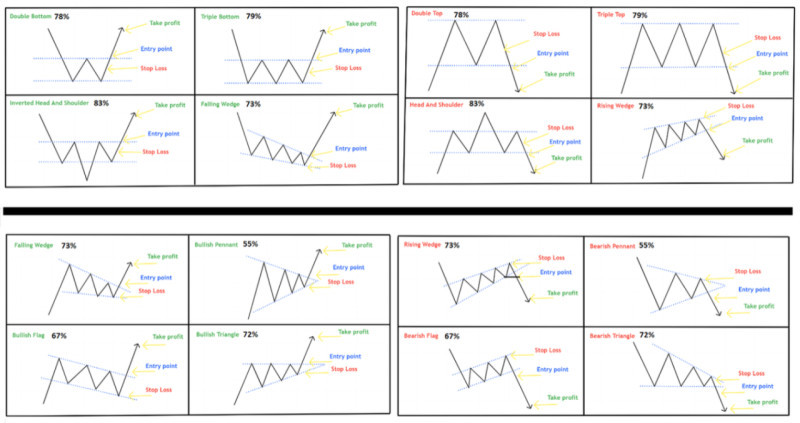 Double Bottom 78%
Take profit
Entry point
Stop Loss
Triple Bottom 79%
Take profit
Entry point
Stop Loss
Inverted Head And Shoulder 83%
Take profit
Entry point
Stop Loss
Falling Wedge 73%
Take profit
Entry point
Stop Loss
Double Top 78%
Stop Loss
Entry point
Take profit
Triple Top 79%
Stop Loss
Entry point
Take profit
Head And Shoulder 83%
Stop Loss
Entry point
Take profit
Rising Wedge 73%
Stop Loss
Entry point
Take profit
Falling Wedge 73%
Take profit
Entry point
Stop Loss
Bullish Pennant 55%
Take profit
Entry point
Stop Loss
Bullish Flag 67%
Take profit
Entry point
Stop Loss
Bullish Triangle 72%
Take profit
Entry point
Stop Loss
Rising Wedge 73%
Stop Loss
Entry point
Take profit
Bearish Pennant 55%
Stop Loss
Entry point
Take profit
Bearish Flag 67%
Stop Loss
Entry point
Take profit
Bearish Triangle 72%
Stop Loss
Entry point
Take profit